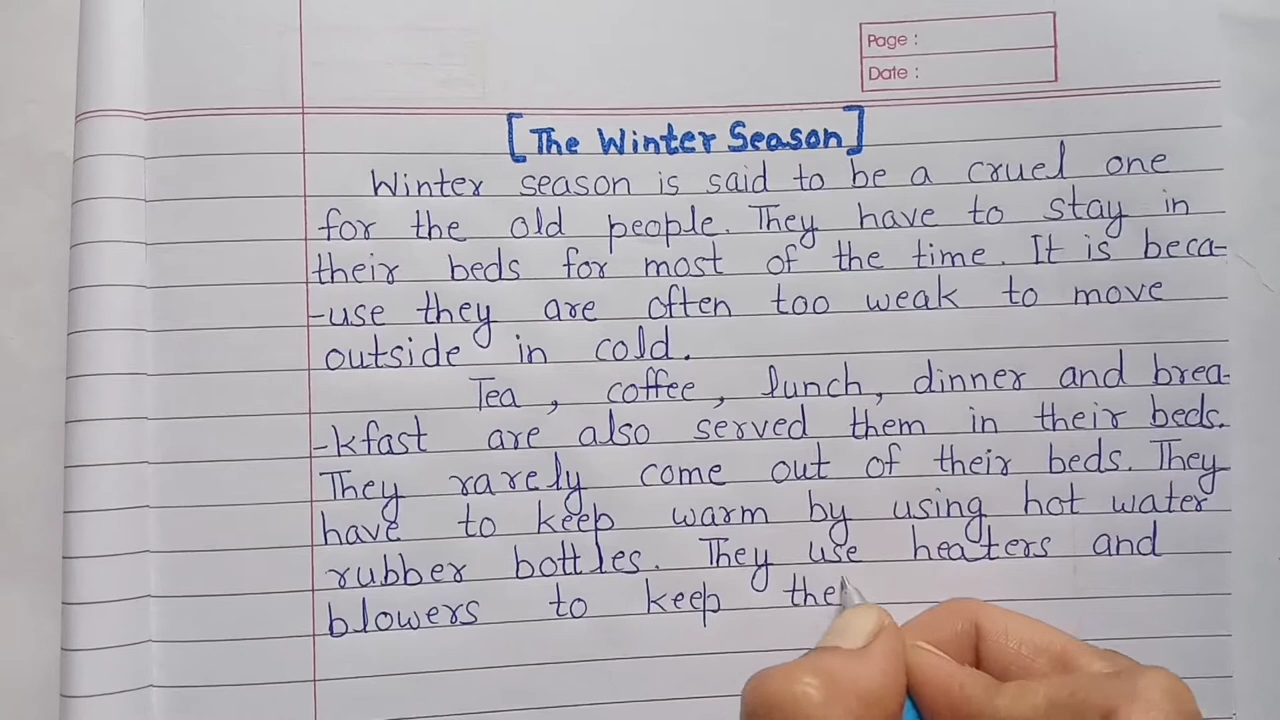 Page :
Date :
[The Winter Season]
Winter season is said to be a cruel one
for the old people. They have to stay in
their beds for most of the time. It is beca-
-use they are often too weak to move
outside in cold.
Tea, coffee, lunch, dinner and brea-
-kfast are also served them in their beds.
They rarely come out of their beds. They
have to keep warm by using hot water
rubber bottles. They use heaters and
blowers to keep the